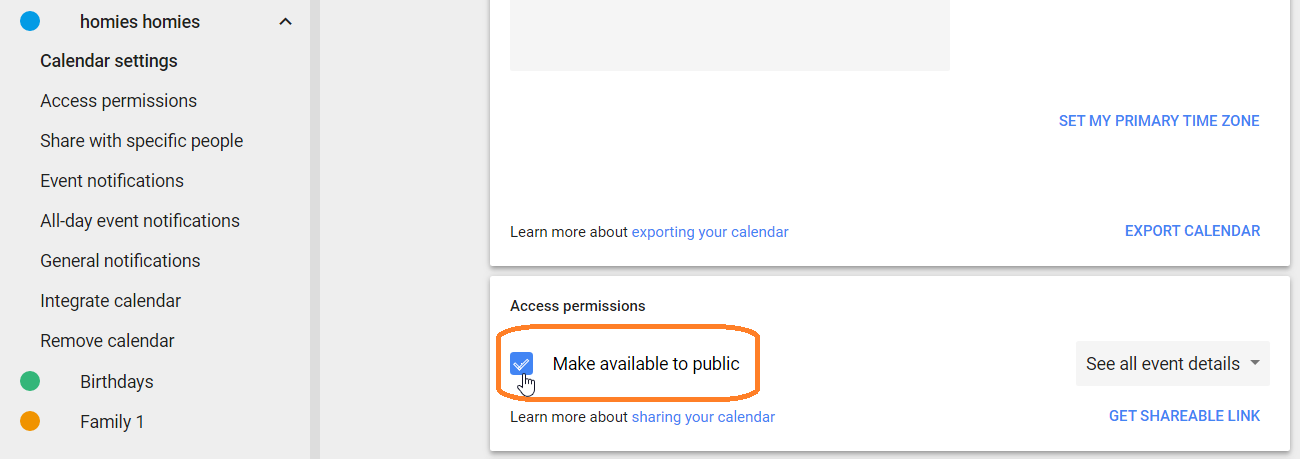 homies homies
Calendar settings
Access permissions
Share with specific people
Event notifications
All-day event notifications
General notifications
Integrate calendar
Remove calendar
Birthdays
Family 1
SET MY PRIMARY TIME ZONE
Learn more about exporting your calendar
EXPORT CALENDAR
Access permissions
Make available to public
See all event details
Learn more about sharing your calendar
GET SHAREABLE LINK